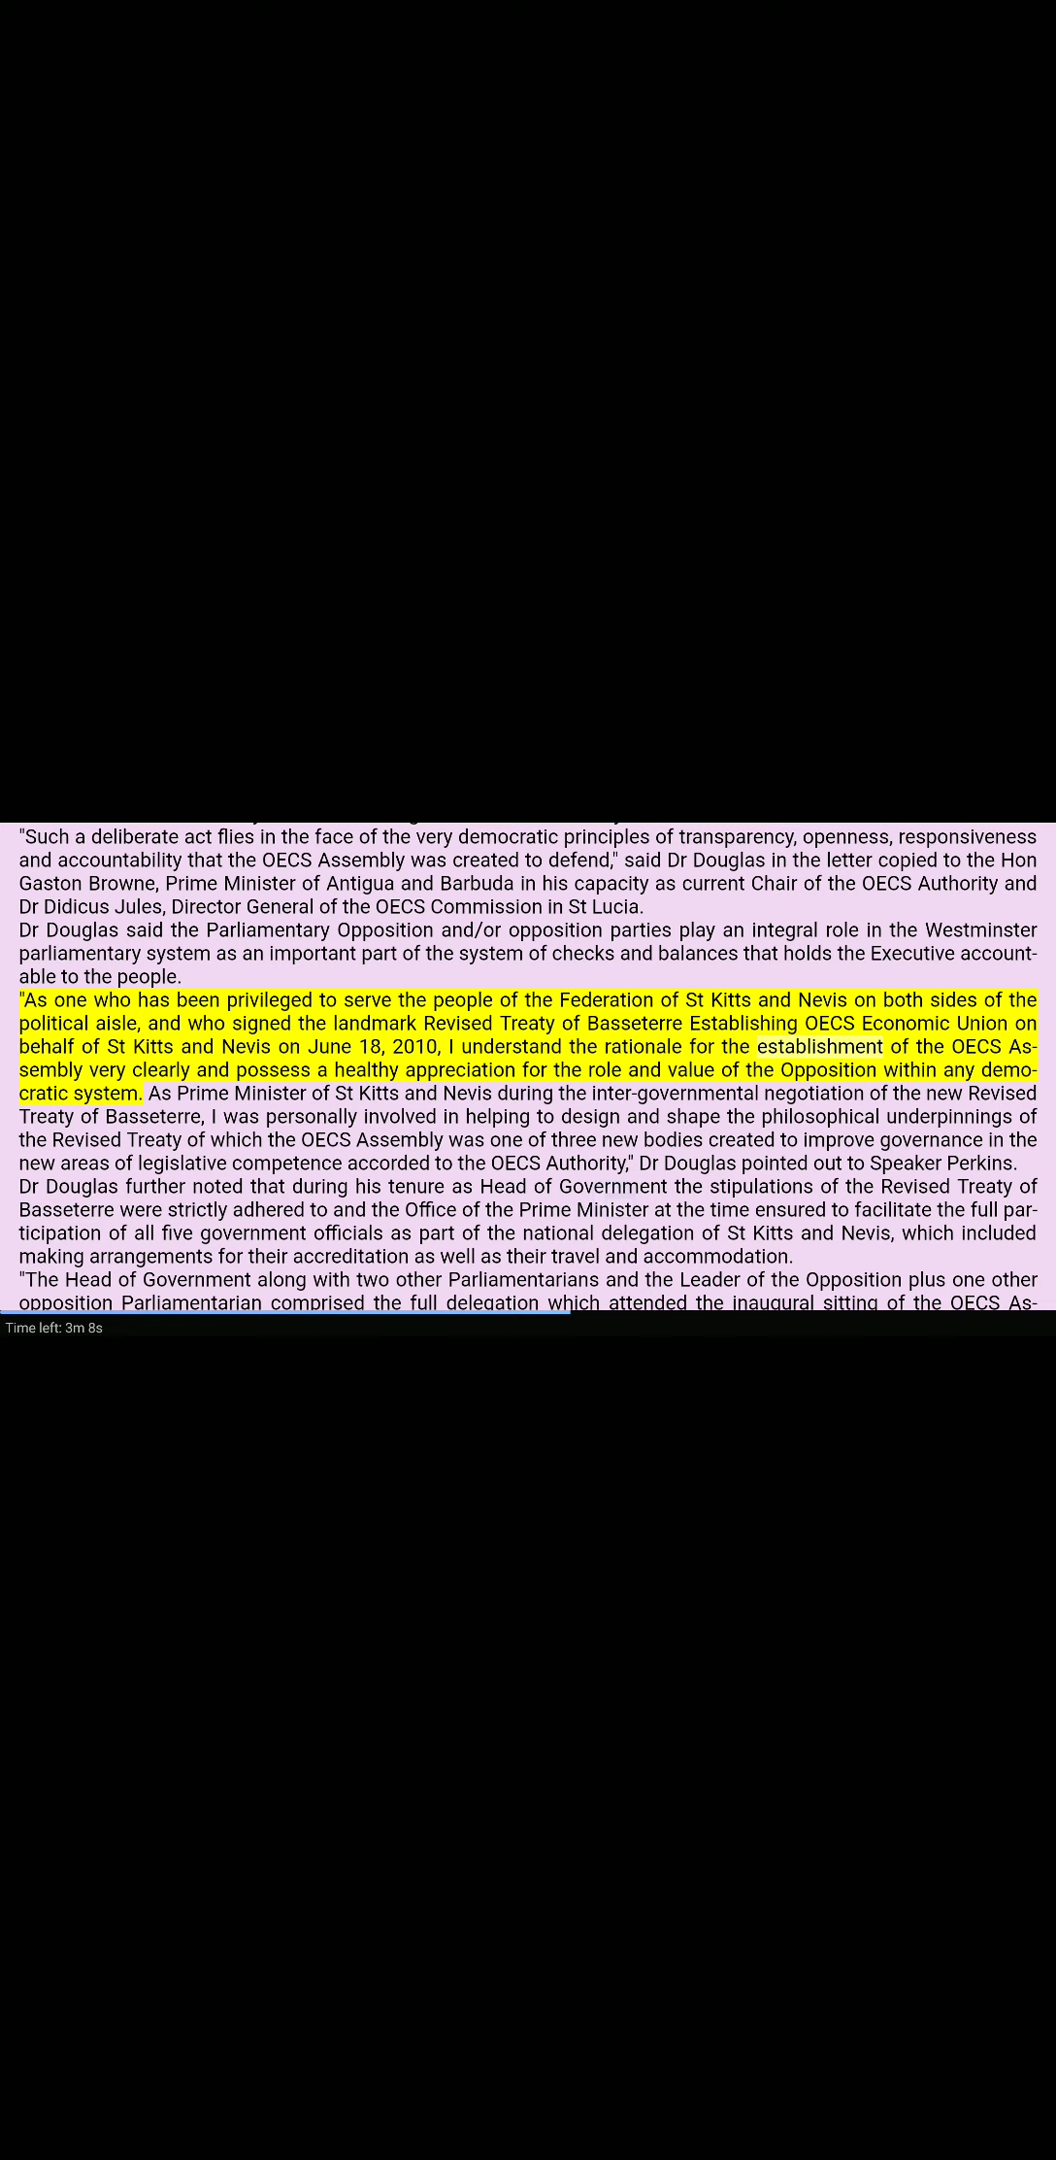 "Such a deliberate act flies in the face of the very democratic principles of transparency, openness, responsiveness
and accountability that the OECS Assembly was created to defend," said Dr Douglas in the letter copied to the Hon
Gaston Browne, Prime Minister of Antigua and Barbuda in his capacity as current Chair of the OECS Authority and
Dr Didicus Jules, Director General of the OECS Commission in St Lucia.
Dr Douglas said the Parliamentary Opposition and/or opposition parties play an integral role in the Westminster
parliamentary system as an important part of the system of checks and balances that holds the Executive account-
able to the people.
"As one who has been privileged to serve the people of the Federation of St Kitts and Nevis on both sides of the
political aisle, and who signed the landmark Revised Treaty of Basseterre Establishing OECS Economic Union on
behalf of St Kitts and Nevis on June 18, 2010, I understand the rationale for the establishment of the OECS As-
sembly very clearly and possess a healthy appreciation for the role and value of the Opposition within any demo-
cratic system. As Prime Minister of St Kitts and Nevis during the inter-governmental negotiation of the new Revised
Treaty of Basseterre, I was personally involved in helping to design and shape the philosophical underpinnings of
the Revised Treaty of which the OECS Assembly was one of three new bodies created to improve governance in the
new areas of legislative competence accorded to the OECS Authority," Dr Douglas pointed out to Speaker Perkins.
Dr Douglas further noted that during his tenure as Head of Government the stipulations of the Revised Treaty of
Basseterre were strictly adhered to and the Office of the Prime Minister at the time ensured to facilitate the full par-
ticipation of all five government officials as part of the national delegation of St Kitts and Nevis, which included
making arrangements for their accreditation as well as their travel and accommodation.
"The Head of Government along with two other Parliamentarians and the Leader of the Opposition plus one other
opposition Parliamentarian comprised the full delegation which attended the inaugural sitting of the OECS As-
Time left: 3m 8s